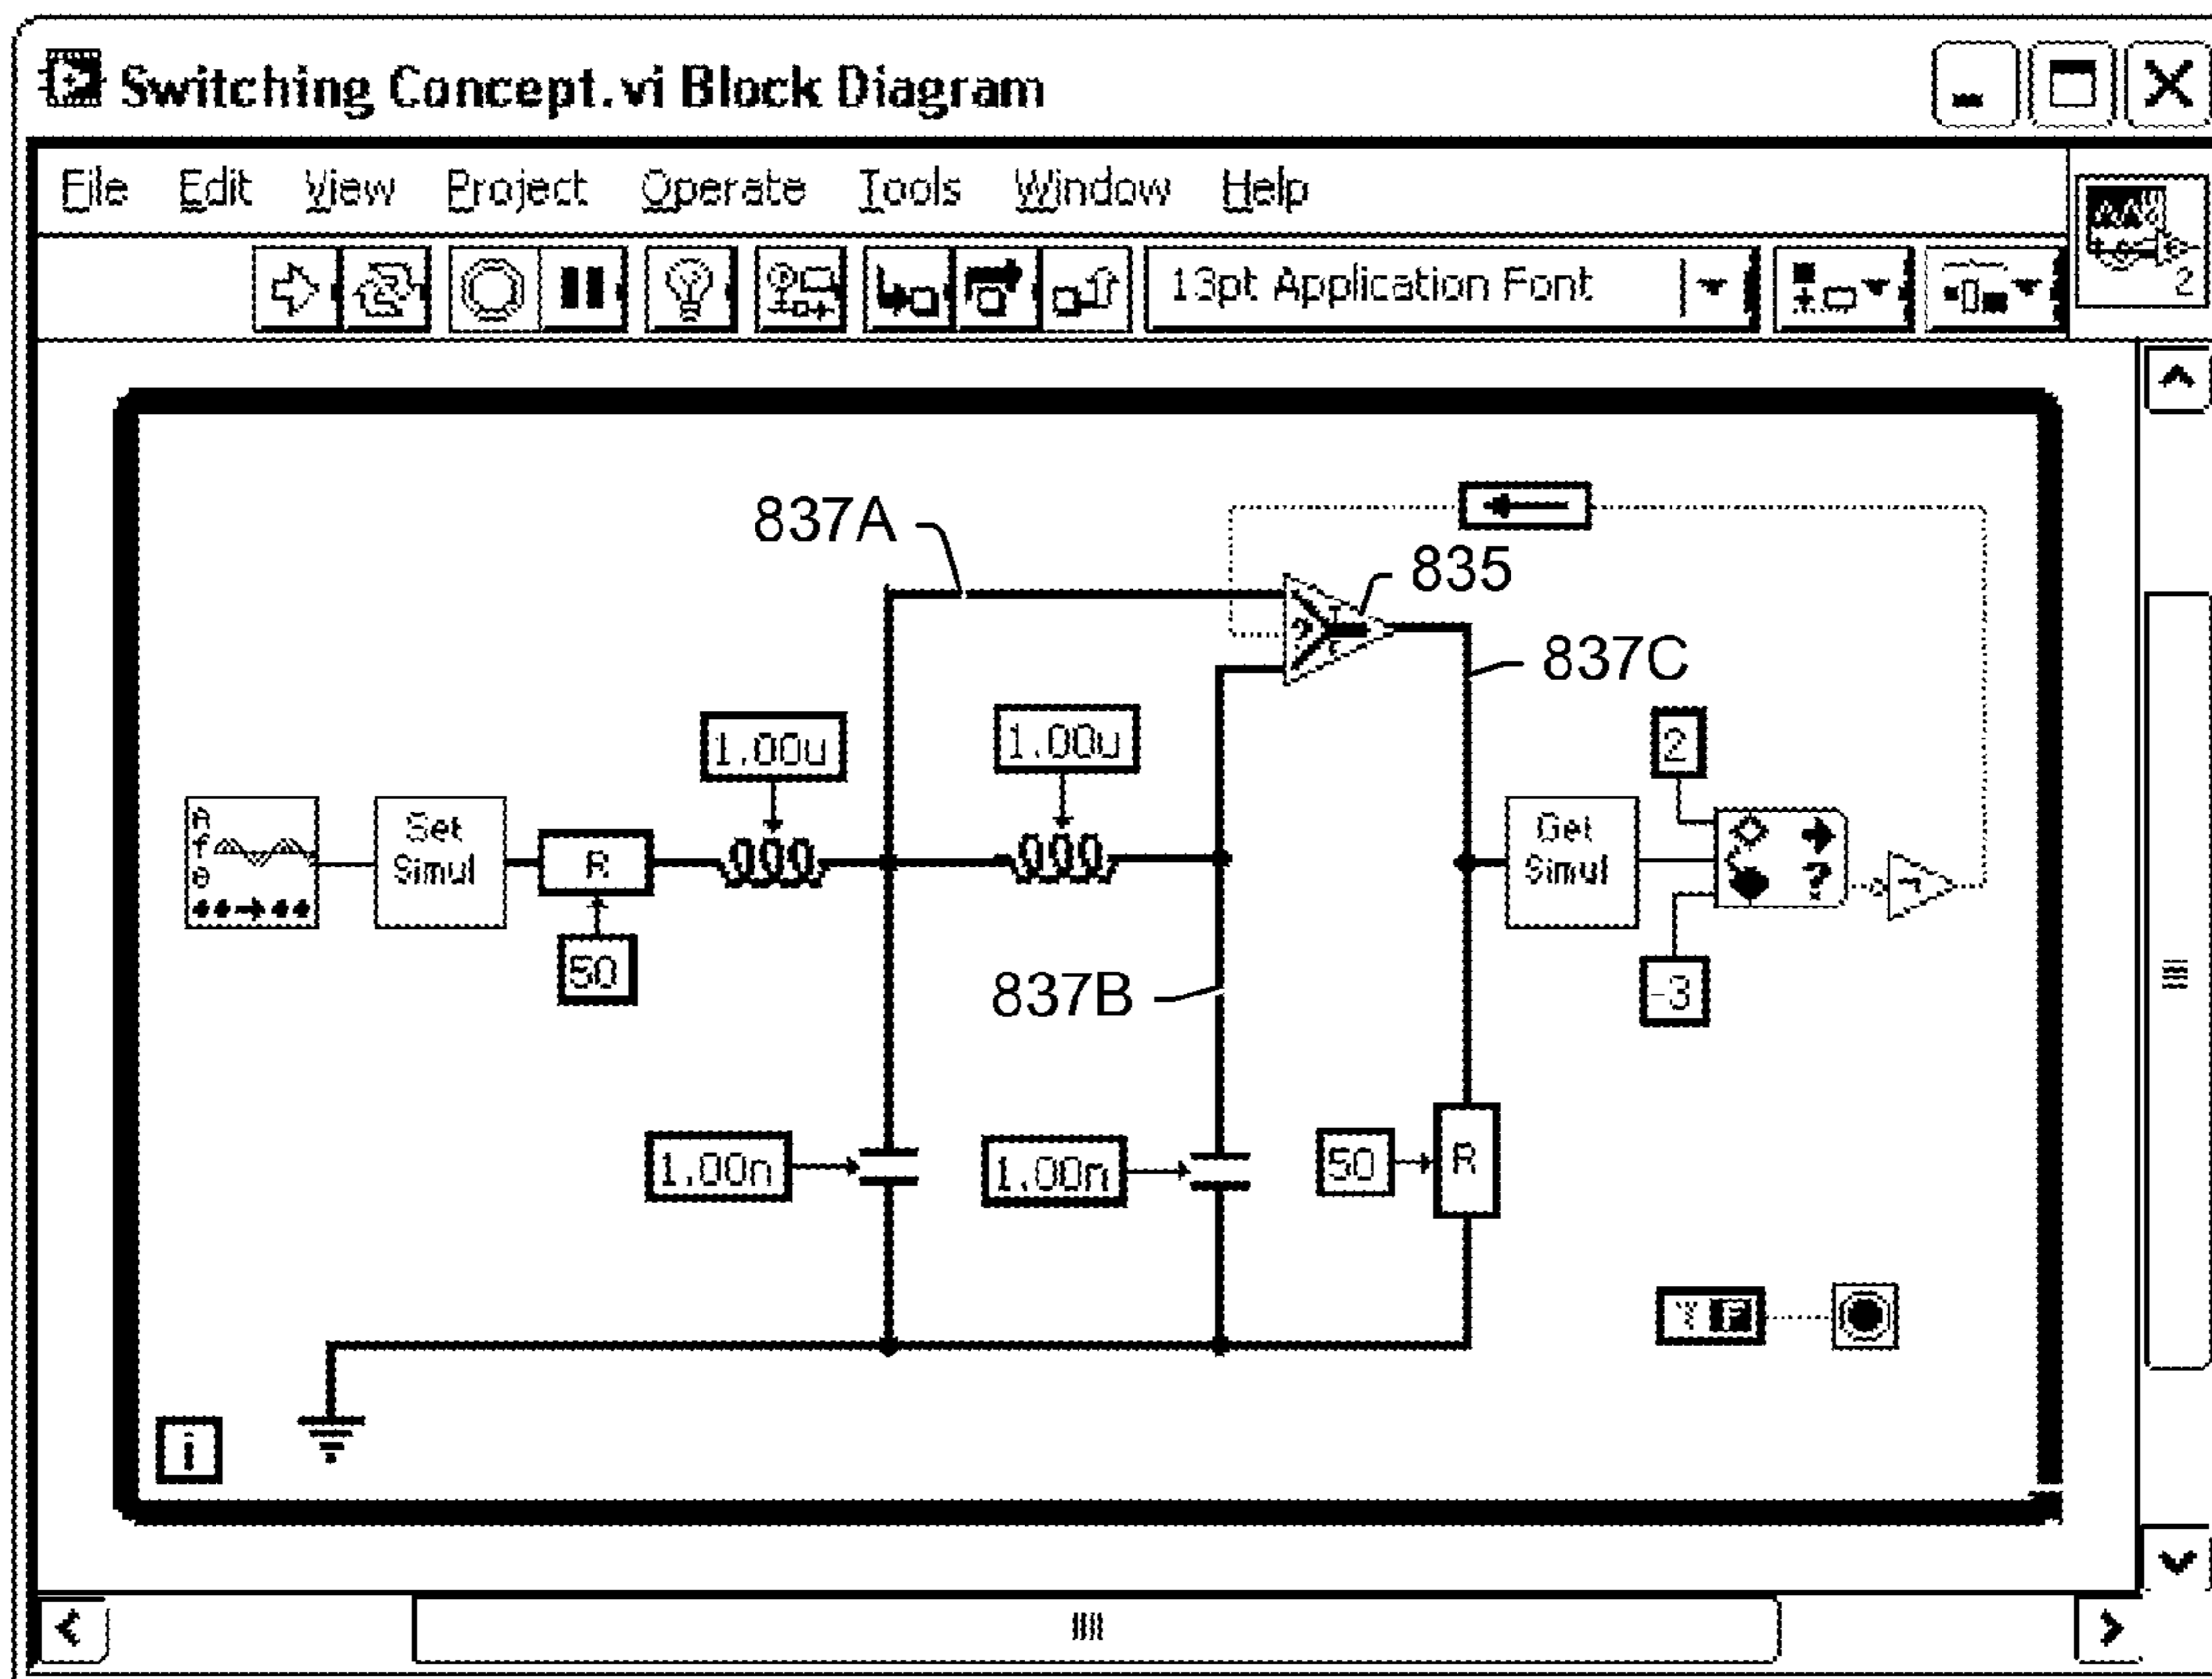 Switching Concept.vi Block Diagram
File Edit View Project Operate Tools Window Help
13pt Application Font
2
837A
835
837C
1.00u
1.00u
2
Set
Simul
R
Get
Simul
?
50
837B
-3
1.00n
1.00n
50
R
T F
i